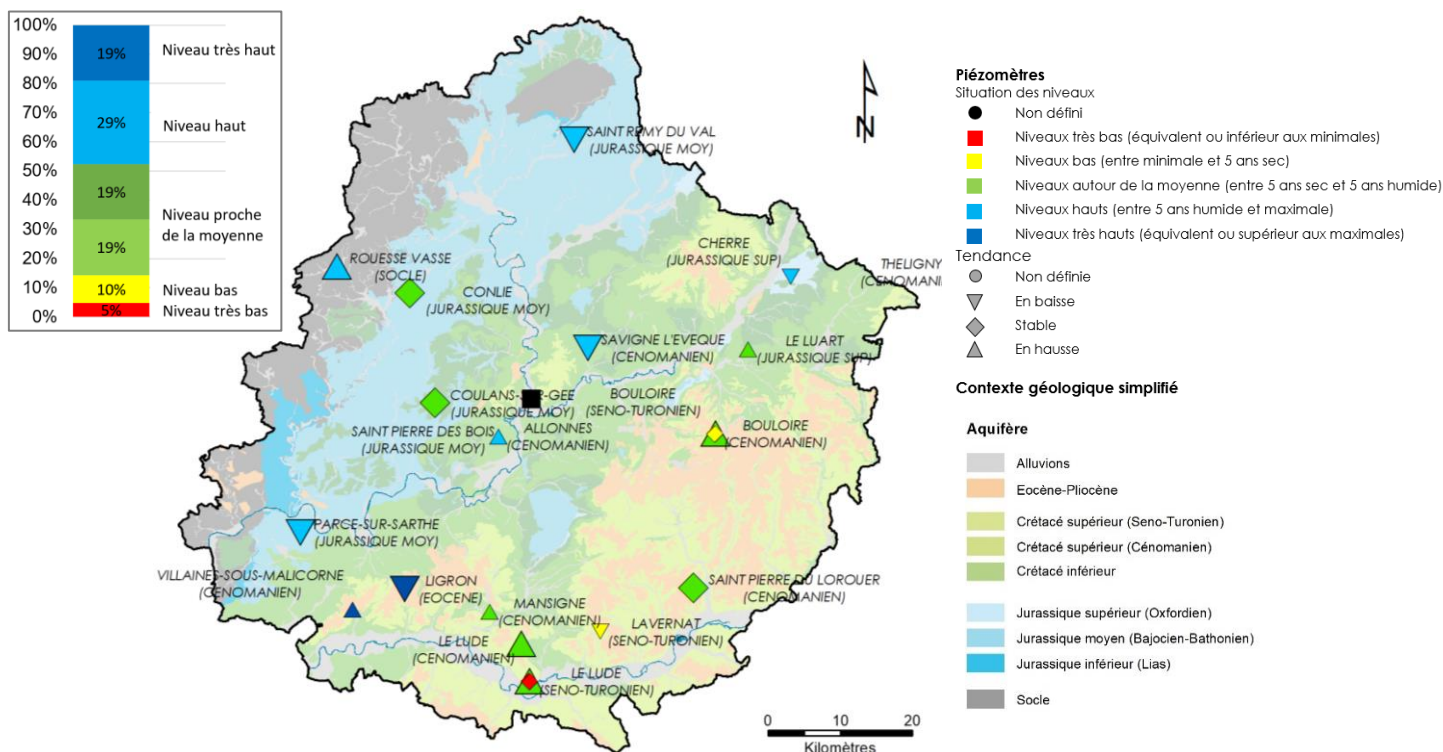 100%
90%
80%
70%
60%
50%
40%
30%
20%
10%
0%
19%
29%
19%
19%
10%
5%
Niveau très haut
Niveau haut
Niveau proche
de la moyenne
Niveau bas
Niveau très bas
SAINT REMY DU VAL
(JURASSIQUE MOY)
CHERRE
(JURASSIQUE SUP)
THELIGNY
(CENOMANI
ROUESSE VASSE
(SOCLE)
CONLIE
(JURASSIQUE MOY)
SAVIGNE L'EVEQUE
(CENOMANIEN)
LE LUART
(JURASSIQUE SUP)
COULANS-SUR-GEE
(JURASSIQUE MOY)
BOULOIRE
(SENO-TURONIEN)
SAINT PIERRE DES BOIS
(JURASSIQUE MOY)
ALLONNES
(CENOMANIEN)
BOULOIRE
(CENOMANIEN)
PARCE-SUR-SARTHE
(JURASSIQUE MOY)
VILLAINES-SOUS-MALICORNE
(CENOMANIEN)
LIGRON
(EOCENE)
MANSIGNE
(CENOMANIEN)
SAINT PIERRE DU LOROUER
(CENOMANIEN)
LAVERNAT
(SENO-TURONIEN)
LE LUDE
(CENOMANIEN)
LE LUDE
(SENO-TURONIEN)
N
0 10 20
Kilomètres
Piézomètres
Situation des niveaux
Non défini
Niveaux très bas (équivalent ou inférieur aux minimales)
Niveaux bas (entre minimale et 5 ans sec)
Niveaux autour de la moyenne (entre 5 ans sec et 5 ans humide)
Niveaux hauts (entre 5 ans humide et maximale)
Niveaux très hauts (équivalent ou supérieur aux maximales)
Tendance
Non définie
En baisse
Stable
En hausse
Contexte géologique simplifié
Aquifère
Alluvions
Eocène-Pliocène
Crétacé supérieur (Seno-Turonien)
Crétacé supérieur (Cénomanien)
Crétacé inférieur
Jurassique supérieur (Oxfordien)
Jurassique moyen (Bajocien-Bathonien)
Jurassique inférieur (Lias)
Socle